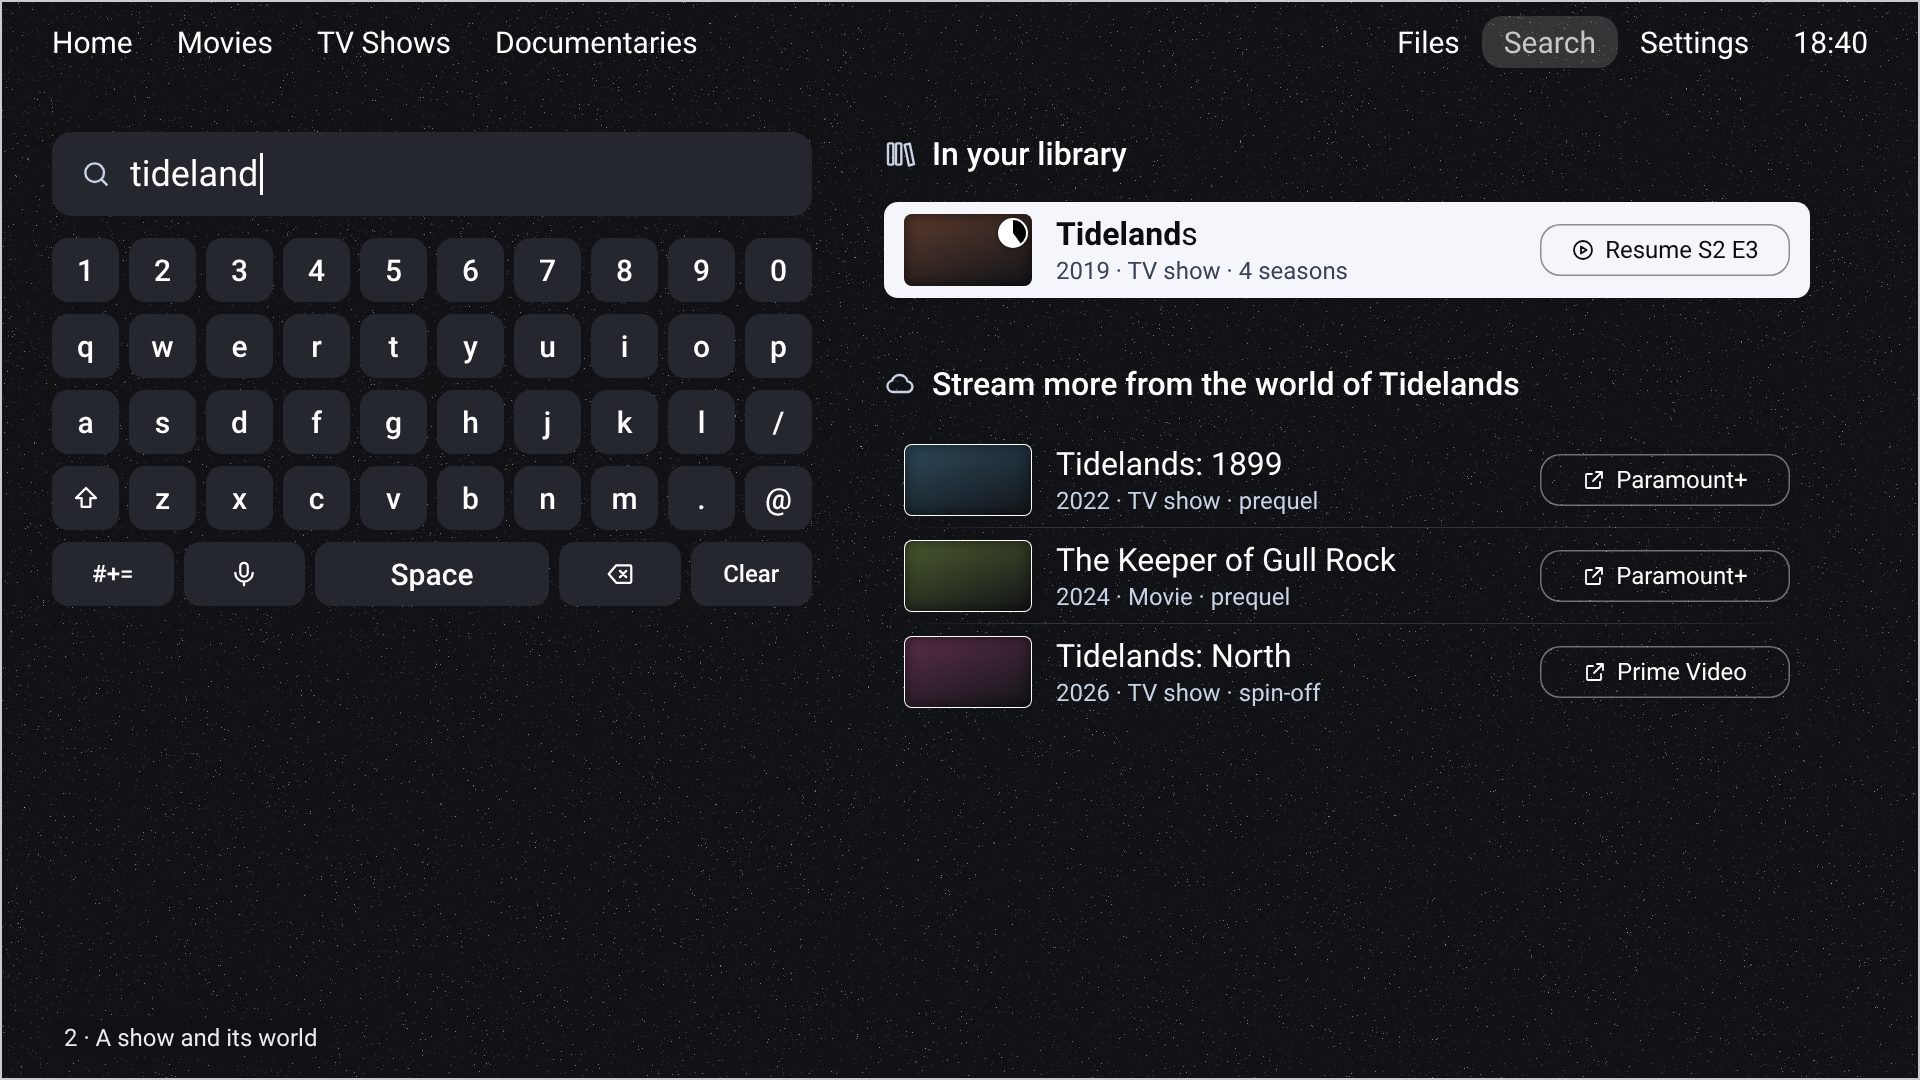 Home Movies TV Shows Documentaries Files Search Settings 18:40
tideland
1 2 3 4 5 6 7 8 9 0
q w e r t y u i o p
a s d f g h j k l /
z x c v b n m . @
#+= Space Clear
In your library
Tidelands
2019 · TV show · 4 seasons
Resume S2 E3
Stream more from the world of Tidelands
Tidelands: 1899
2022 · TV show · prequel
Paramount+
The Keeper of Gull Rock
2024 · Movie · prequel
Paramount+
Tidelands: North
2026 · TV show · spin-off
Prime Video
2 · A show and its world